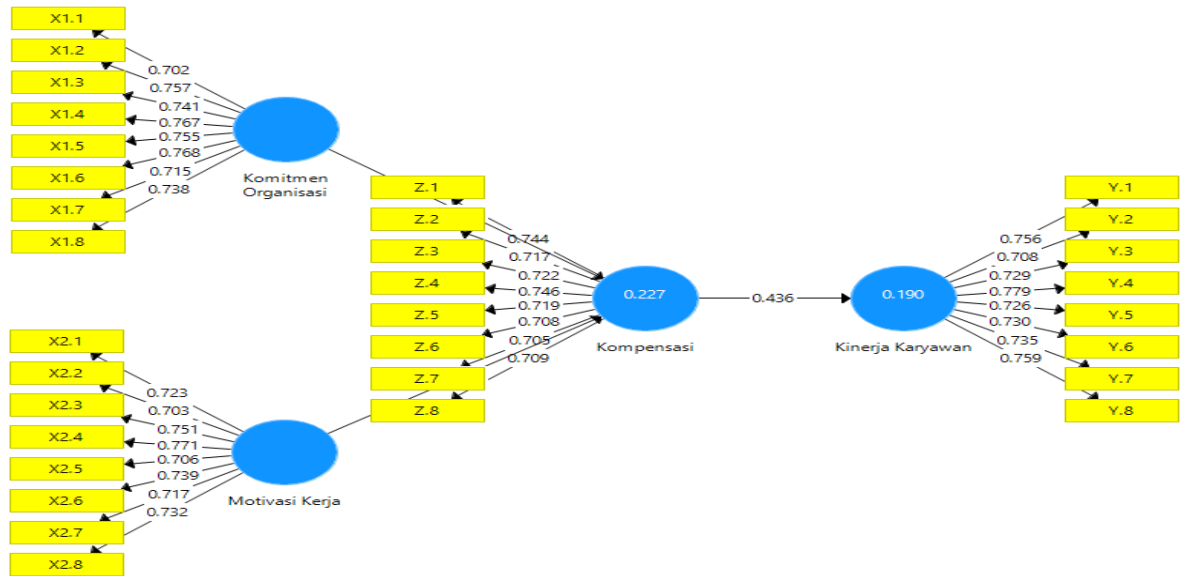 X1.1
X1.2
X1.3
X1.4
X1.5
X1.6
X1.7
X1.8
0.702
0.757
0.741
0.767
0.755
0.768
0.715
0.738
Komitmen
Organisasi
X2.1
X2.2
X2.3
X2.4
X2.5
X2.6
X2.7
X2.8
0.723
0.703
0.751
0.771
0.706
0.739
0.717
0.732
Motivasi Kerja
Z.1
Z.2
Z.3
Z.4
Z.5
Z.6
Z.7
Z.8
0.744
0.717
0.722
0.746
0.719
0.708
0.705
0.709
0.227
Kompensasi
0.436
0.190
Kinerja Karyawan
0.756
0.708
0.729
0.779
0.726
0.730
0.735
0.759
Y.1
Y.2
Y.3
Y.4
Y.5
Y.6
Y.7
Y.8